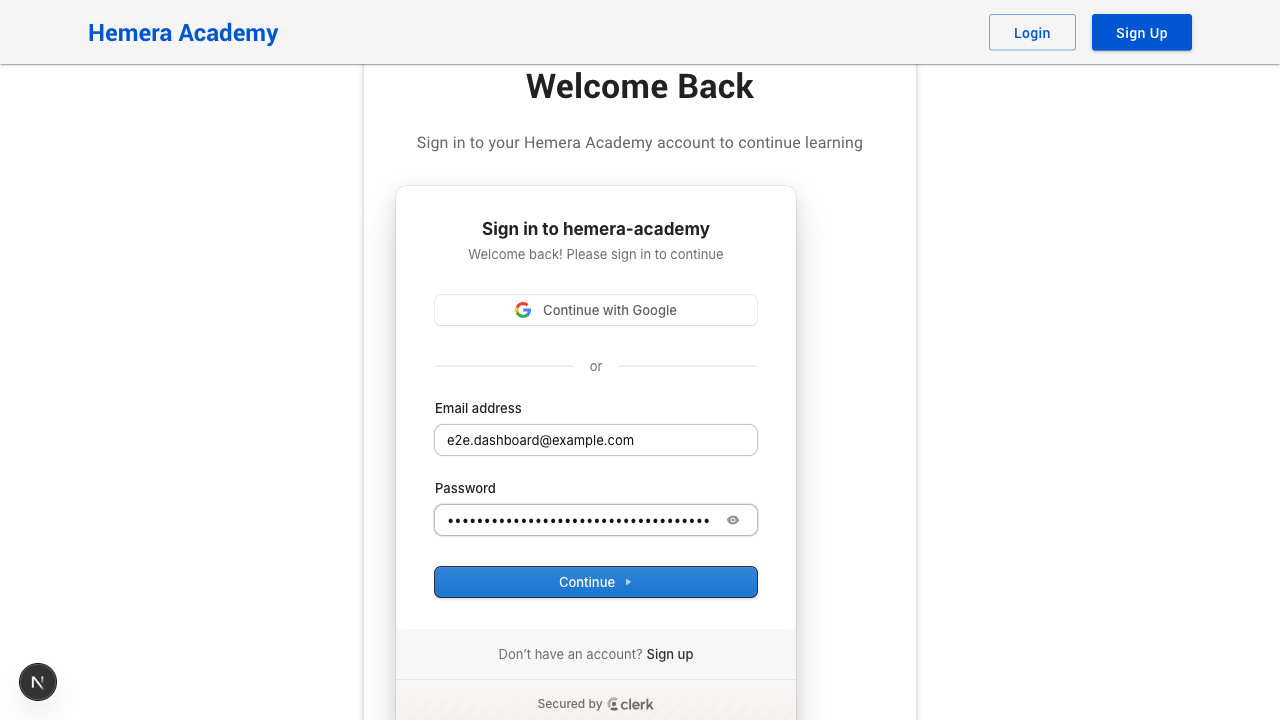 Hemera Academy
Login
Sign Up
Welcome Back
Sign in to your Hemera Academy account to continue learning
Sign in to hemera-academy
Welcome back! Please sign in to continue
Continue with Google
or
Email address
e2e.dashboard@example.com
Password
••••••••••••••••••••••••••••••••••
Continue
Don’t have an account? Sign up
N
Secured by clerk